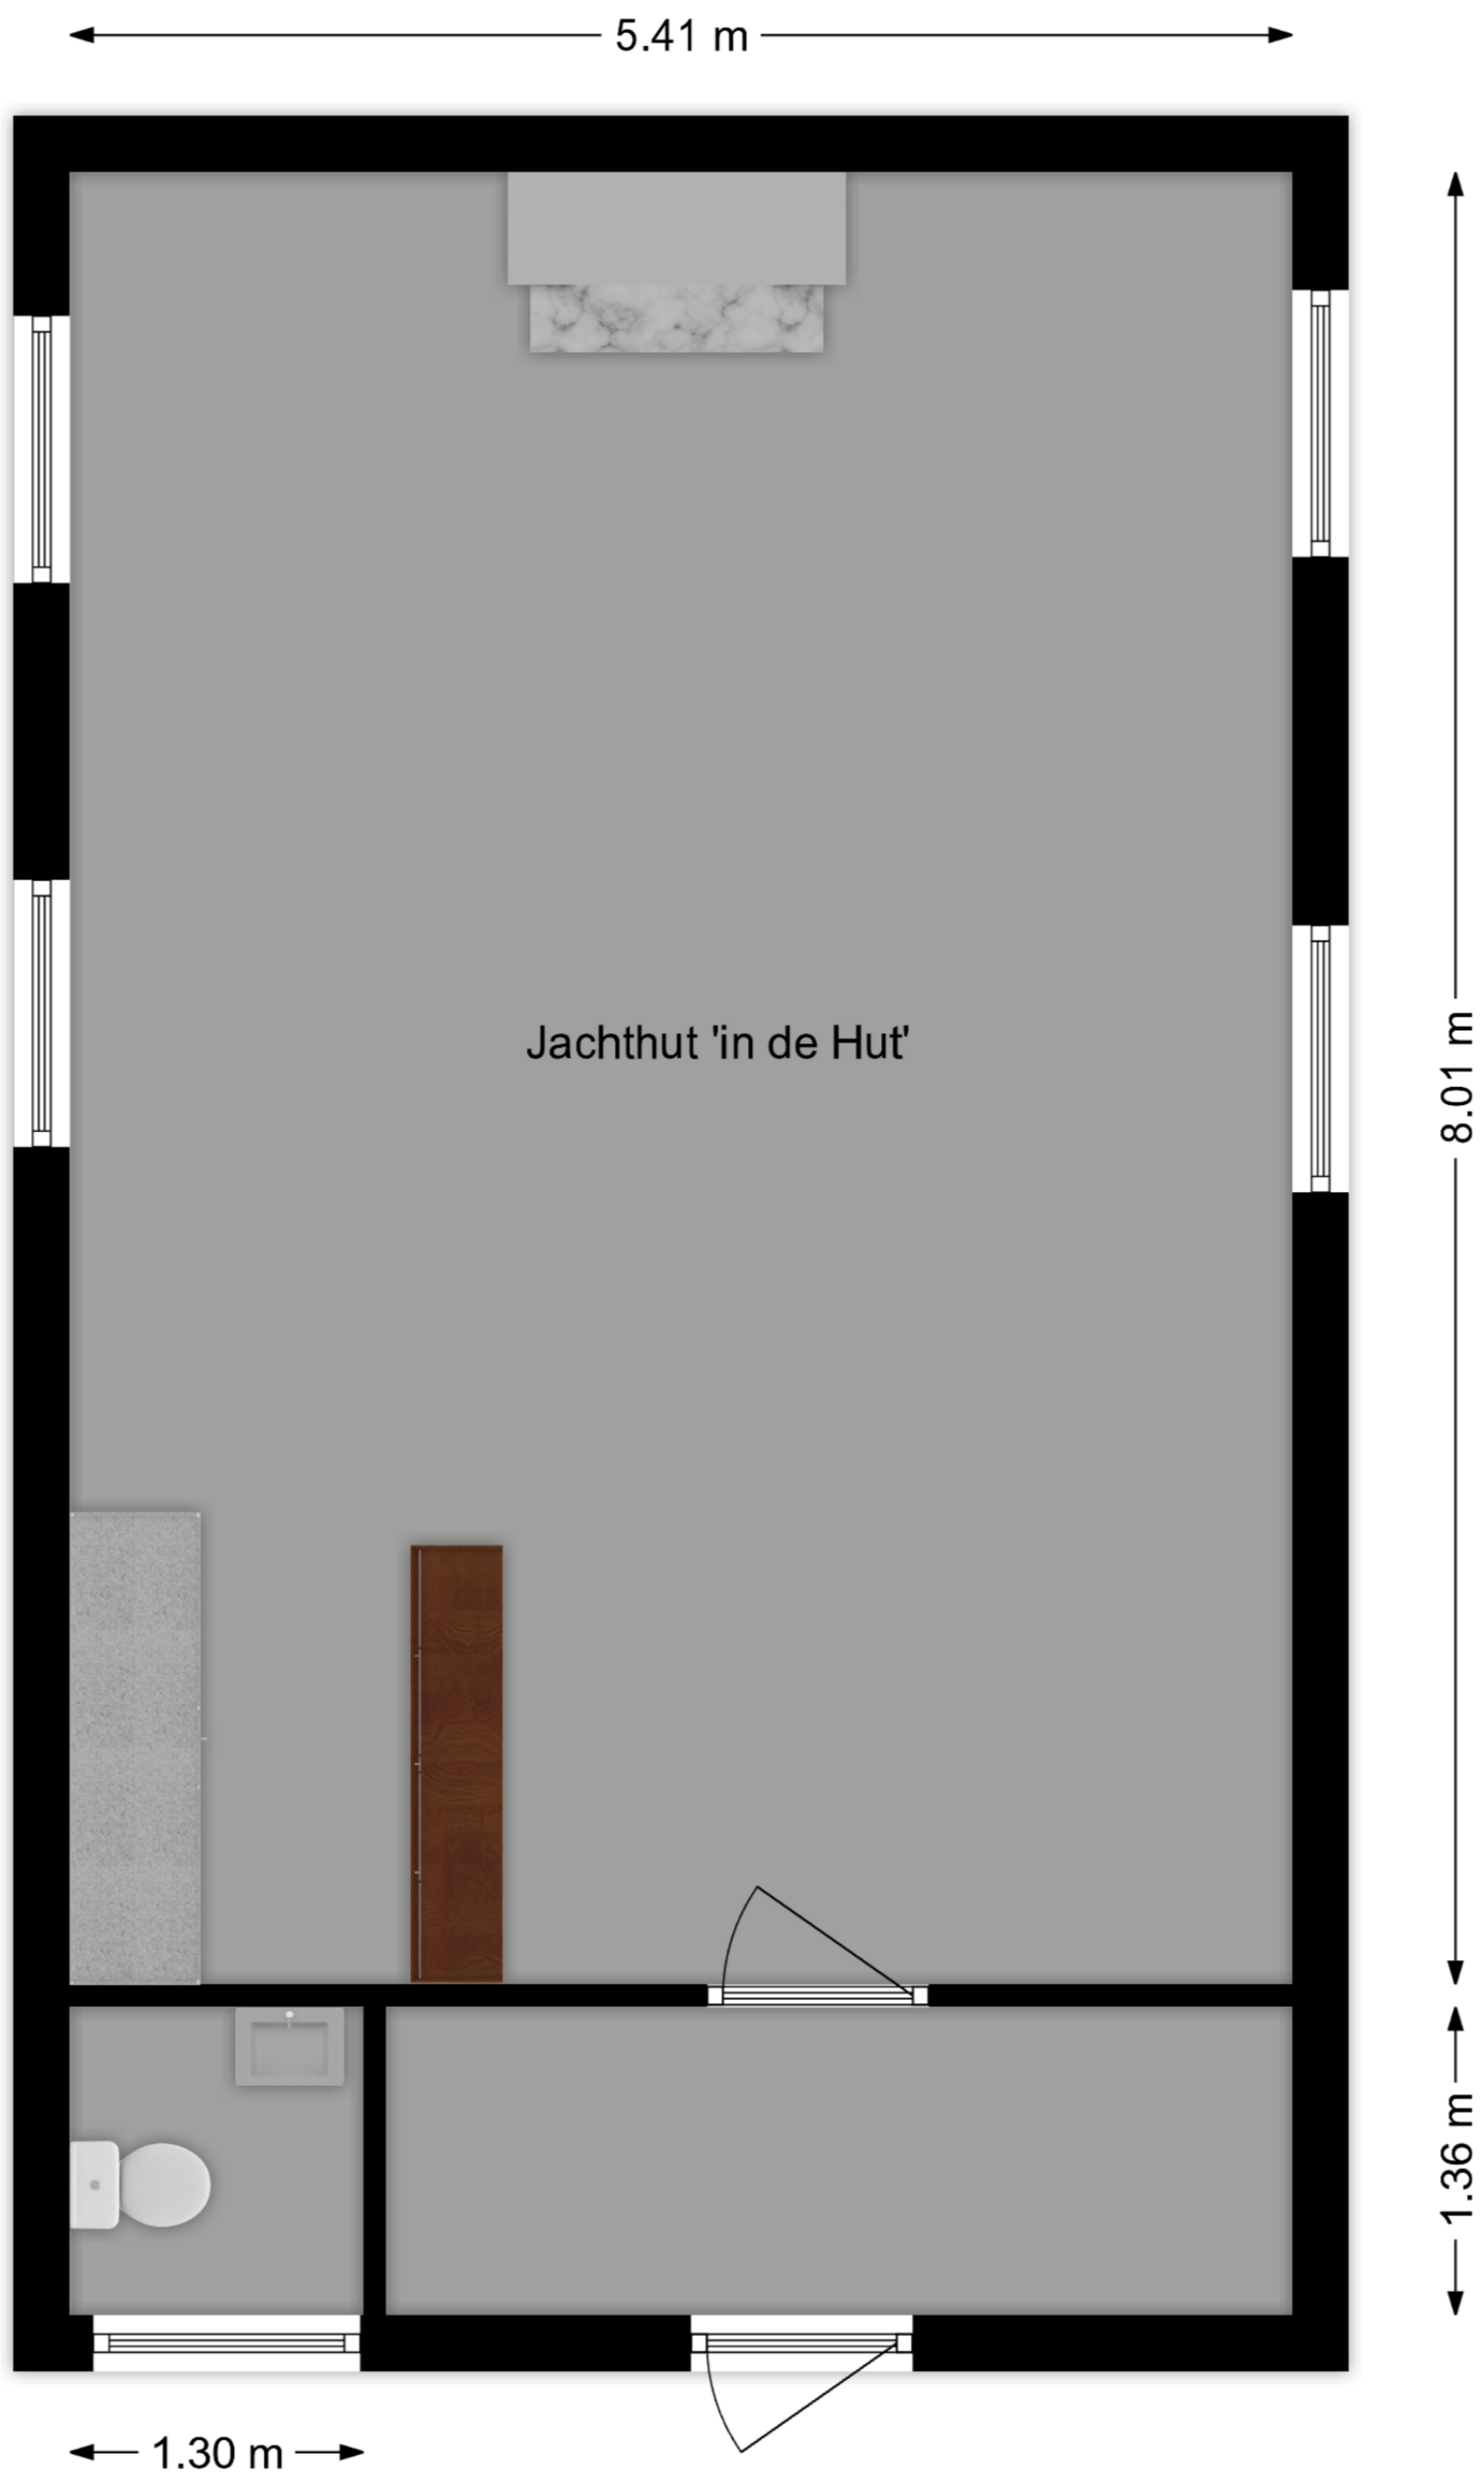 5.41 m
Jachthut 'in de Hut'
8.01 m
1.36 m
1.30 m